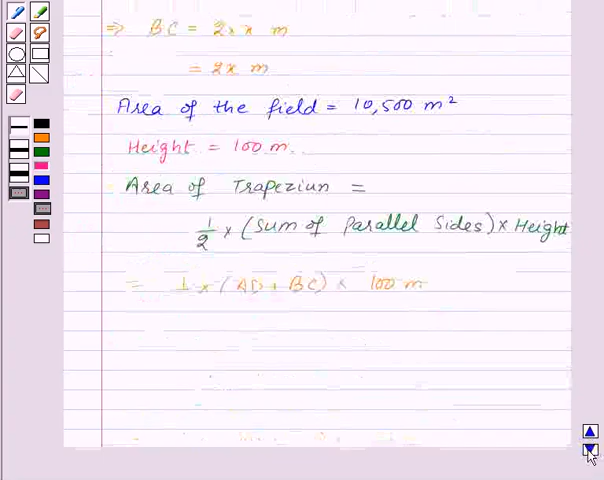 ⇒ BC = 2 x x m
= 2x m
Area of the field = 10,500 m²
Height = 100 m.
Area of Trapeziun =
1/2 x (Sum of Parallel Sides) x Height
= 1/2 x (AD + BC) x 100 m